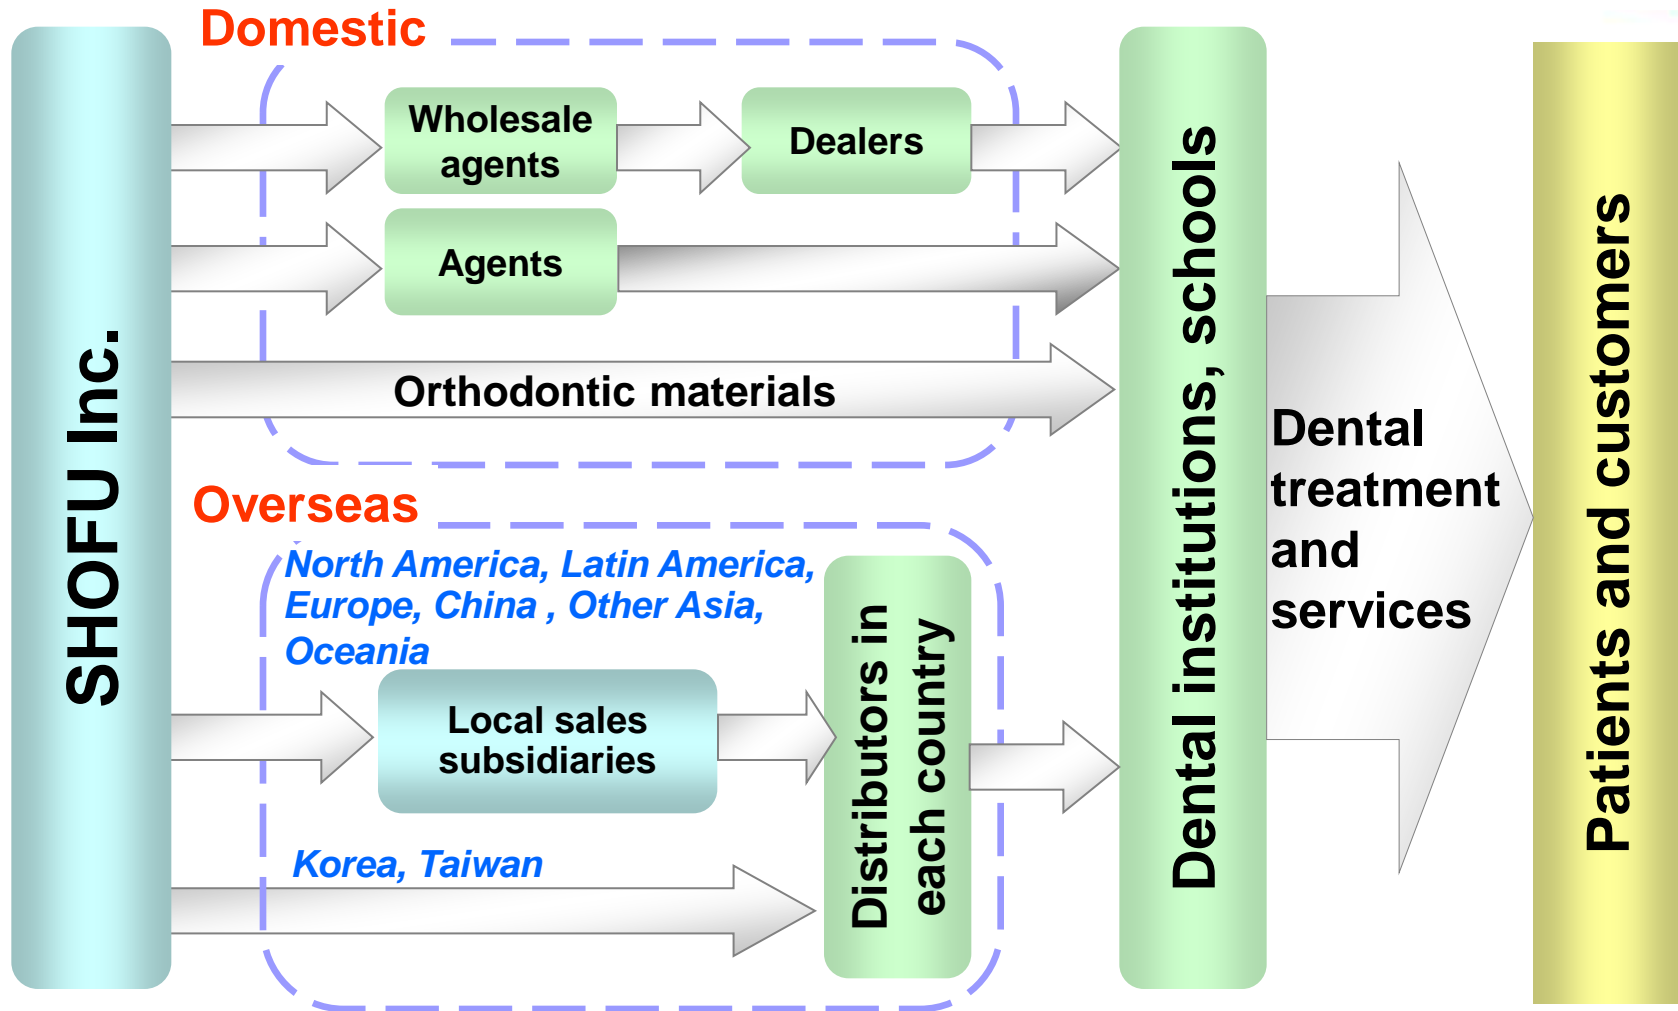 SHOFU Inc.
Domestic
Wholesale
agents
Dealers
Agents
Orthodontic materials
Overseas
North America, Latin America,
Europe, China , Other Asia,
Oceania
Local sales
subsidiaries
Korea, Taiwan
Distributors in
each country
Dental institutions, schools
Dental
treatment
and
services
Patients and customers